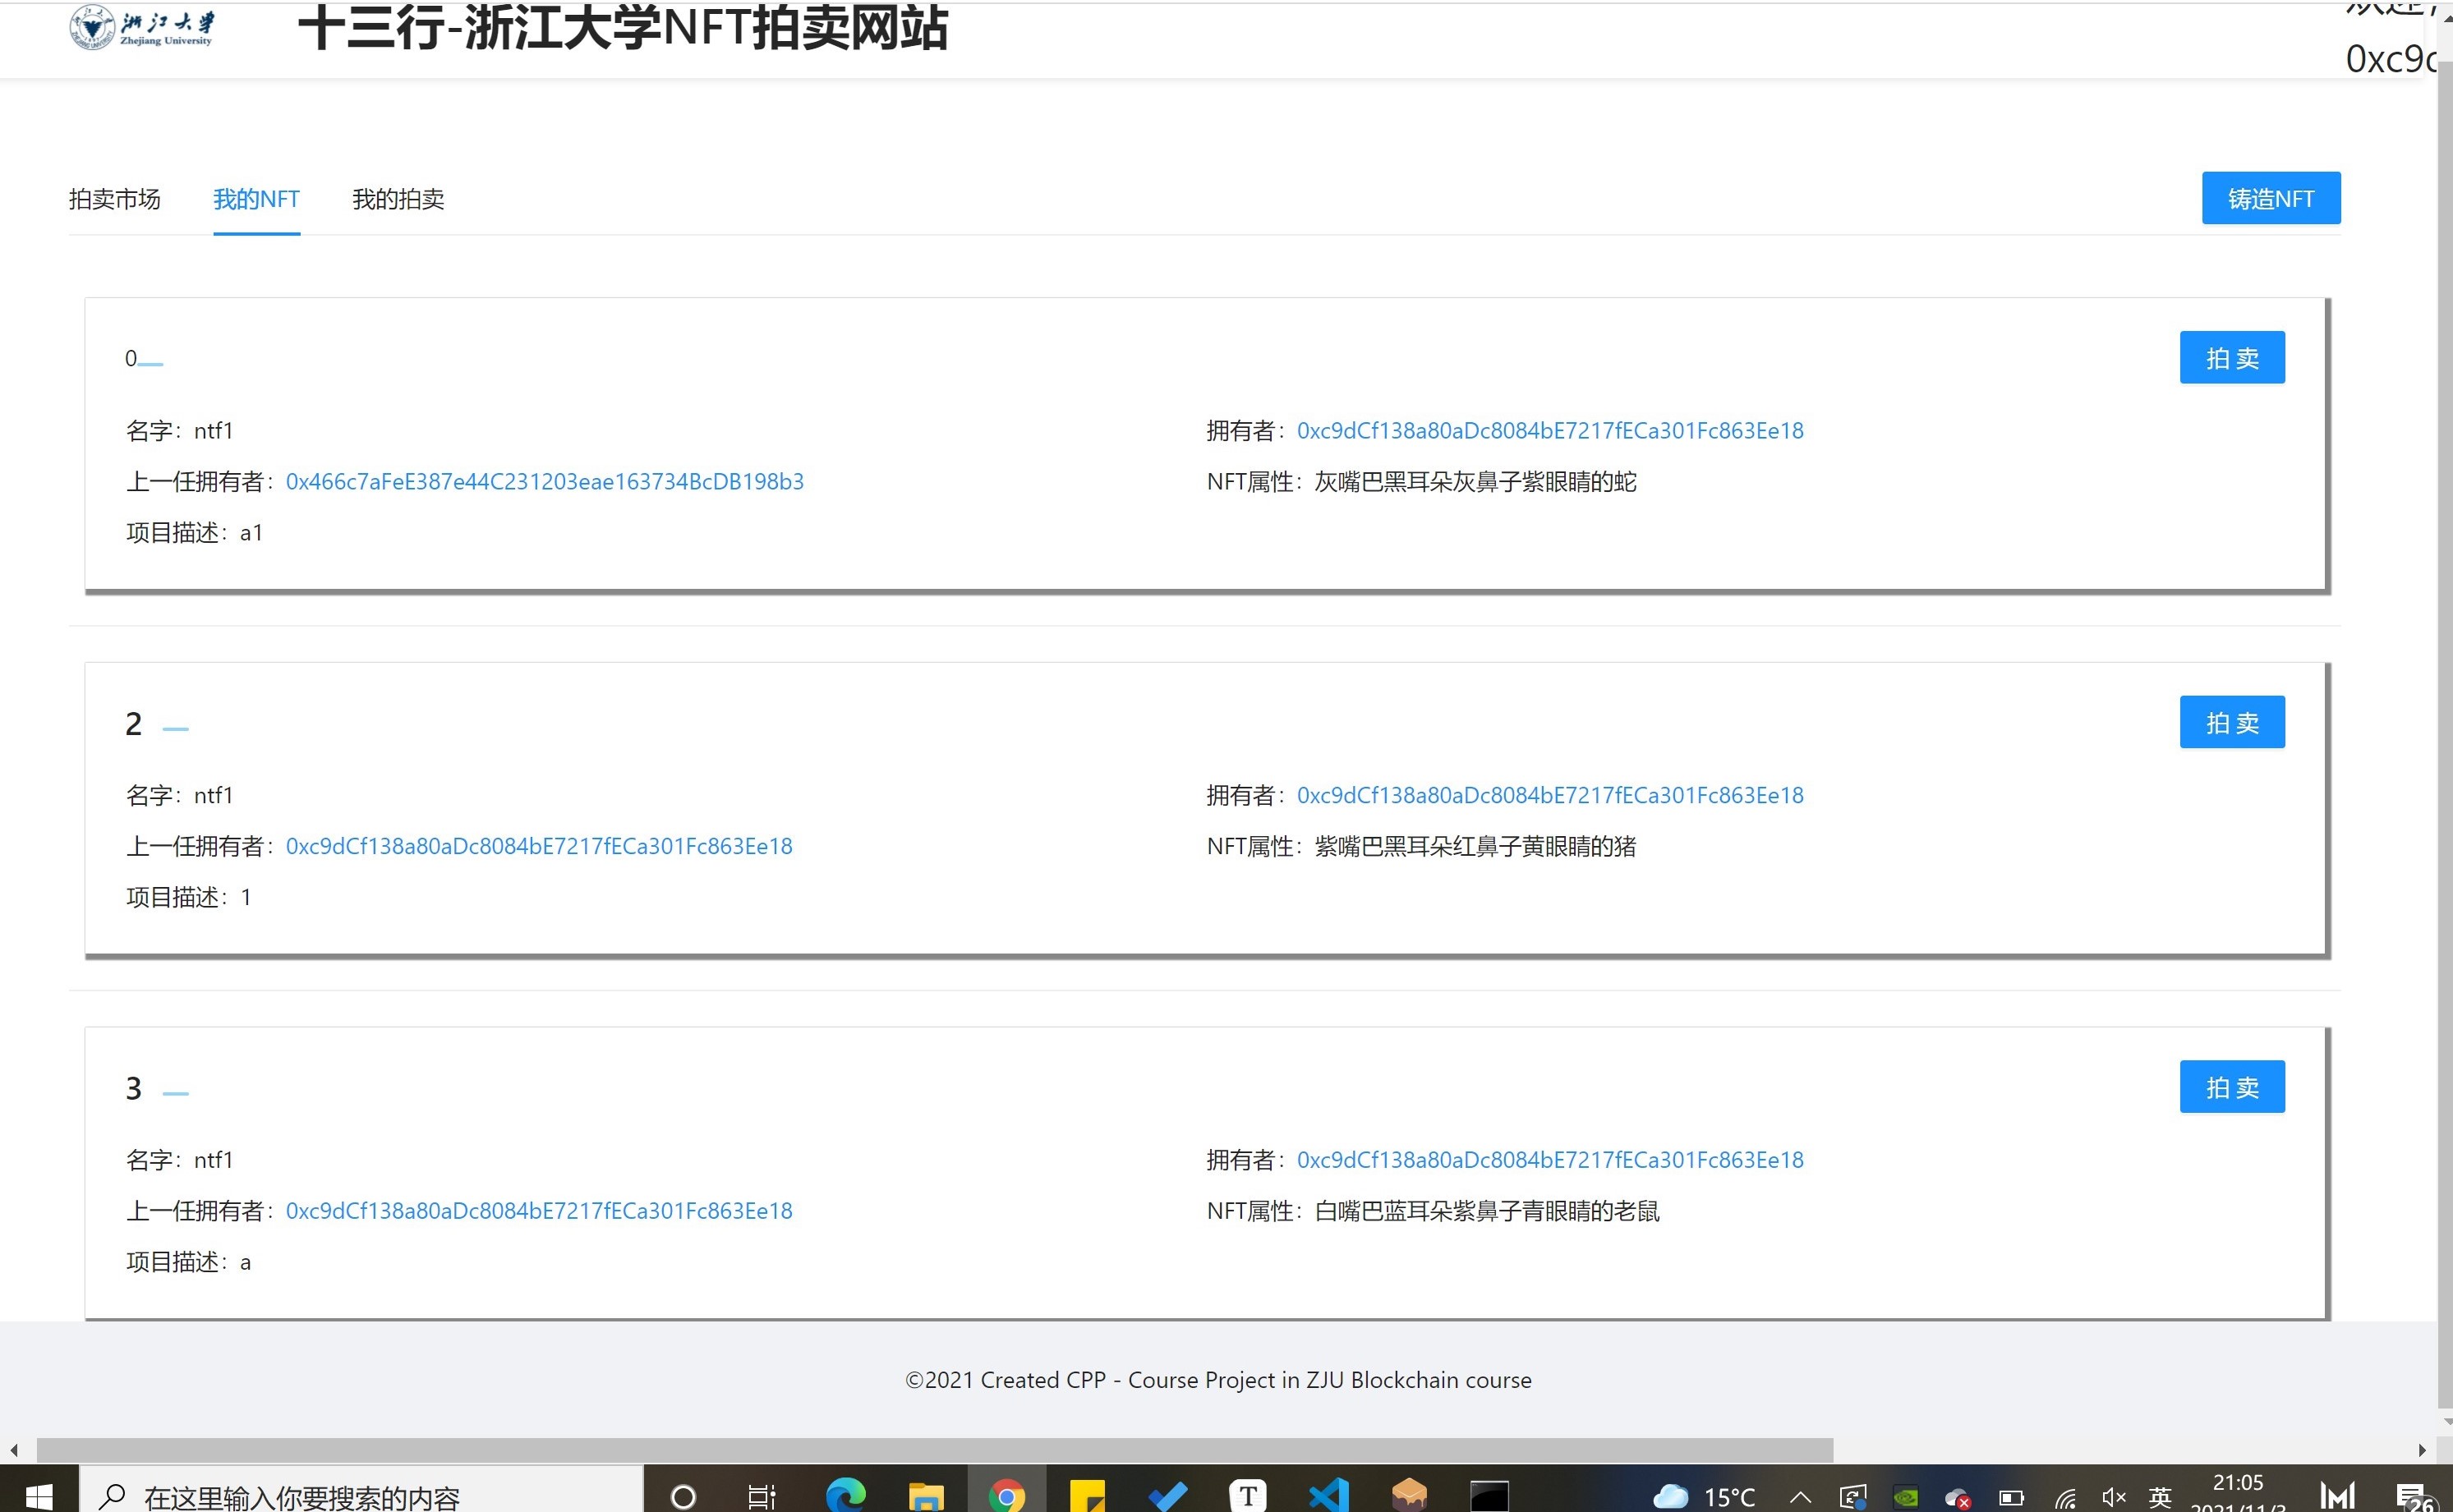 浙江大学
Zhejiang University
十三行-浙江大学NFT拍卖网站
0xc9
拍卖市场
我的NFT
我的拍卖
铸造NFT
0
拍 卖
名字：ntf1
拥有者：0xc9dCf138a80aDc8084bE7217fECa301Fc863Ee18
上一任拥有者：0x466c7aFeE387e44C231203eae163734BcDB198b3
NFT属性：灰嘴巴黑耳朵灰鼻子紫眼睛的蛇
项目描述：a1
2
拍 卖
名字：ntf1
拥有者：0xc9dCf138a80aDc8084bE7217fECa301Fc863Ee18
上一任拥有者：0xc9dCf138a80aDc8084bE7217fECa301Fc863Ee18
NFT属性：紫嘴巴黑耳朵红鼻子黄眼睛的猪
项目描述：1
3
拍 卖
名字：ntf1
拥有者：0xc9dCf138a80aDc8084bE7217fECa301Fc863Ee18
上一任拥有者：0xc9dCf138a80aDc8084bE7217fECa301Fc863Ee18
NFT属性：白嘴巴蓝耳朵紫鼻子青眼睛的老鼠
项目描述：a
©2021 Created CPP - Course Project in ZJU Blockchain course
在这里输入你要搜索的内容
T
15°C
英
21:05
2021/11/3
26